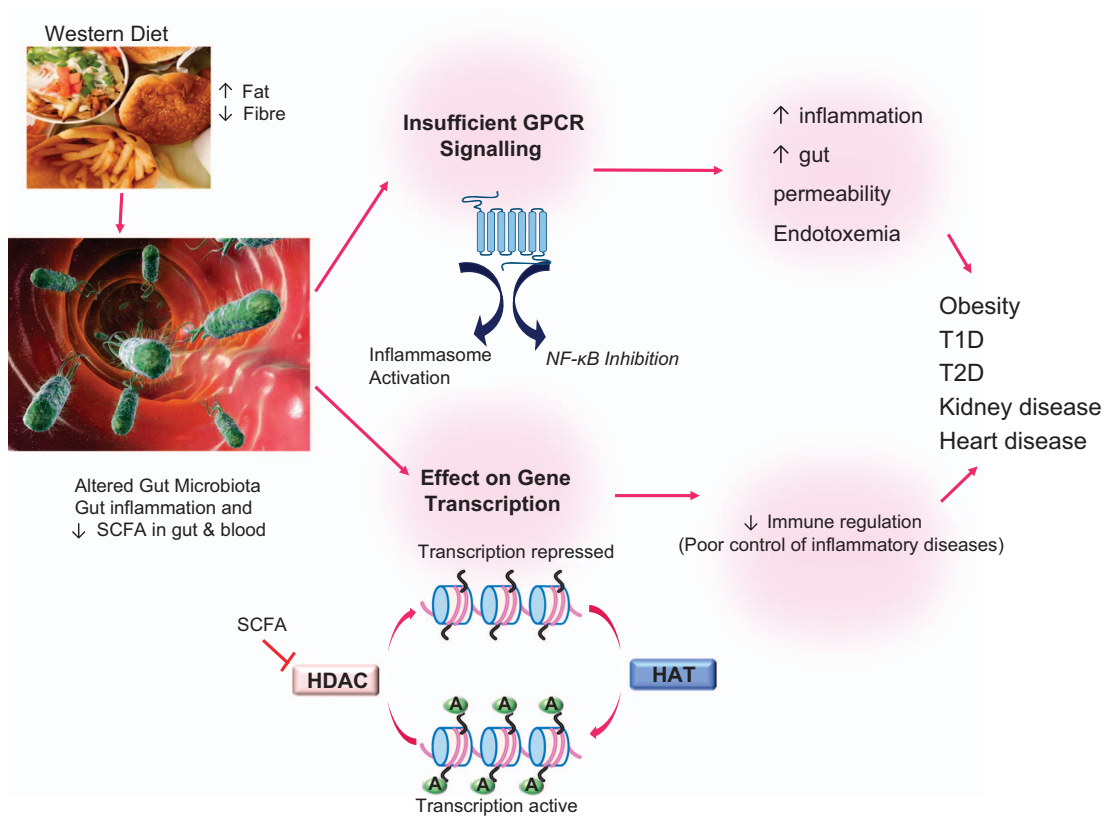 Western Diet
↑ Fat
↓ Fibre
Insufficient GPCR
Signalling
↑ inflammation
↑ gut
permeability
Endotoxemia
Inflammasome
Activation
NF-κB Inhibition
Obesity
T1D
T2D
Kidney disease
Heart disease
Altered Gut Microbiota
Gut inflammation and
↓ SCFA in gut & blood
Effect on Gene
Transcription
↓ Immune regulation
(Poor control of inflammatory diseases)
Transcription repressed
SCFA
HDAC
HAT
A A A
A A A
Transcription active